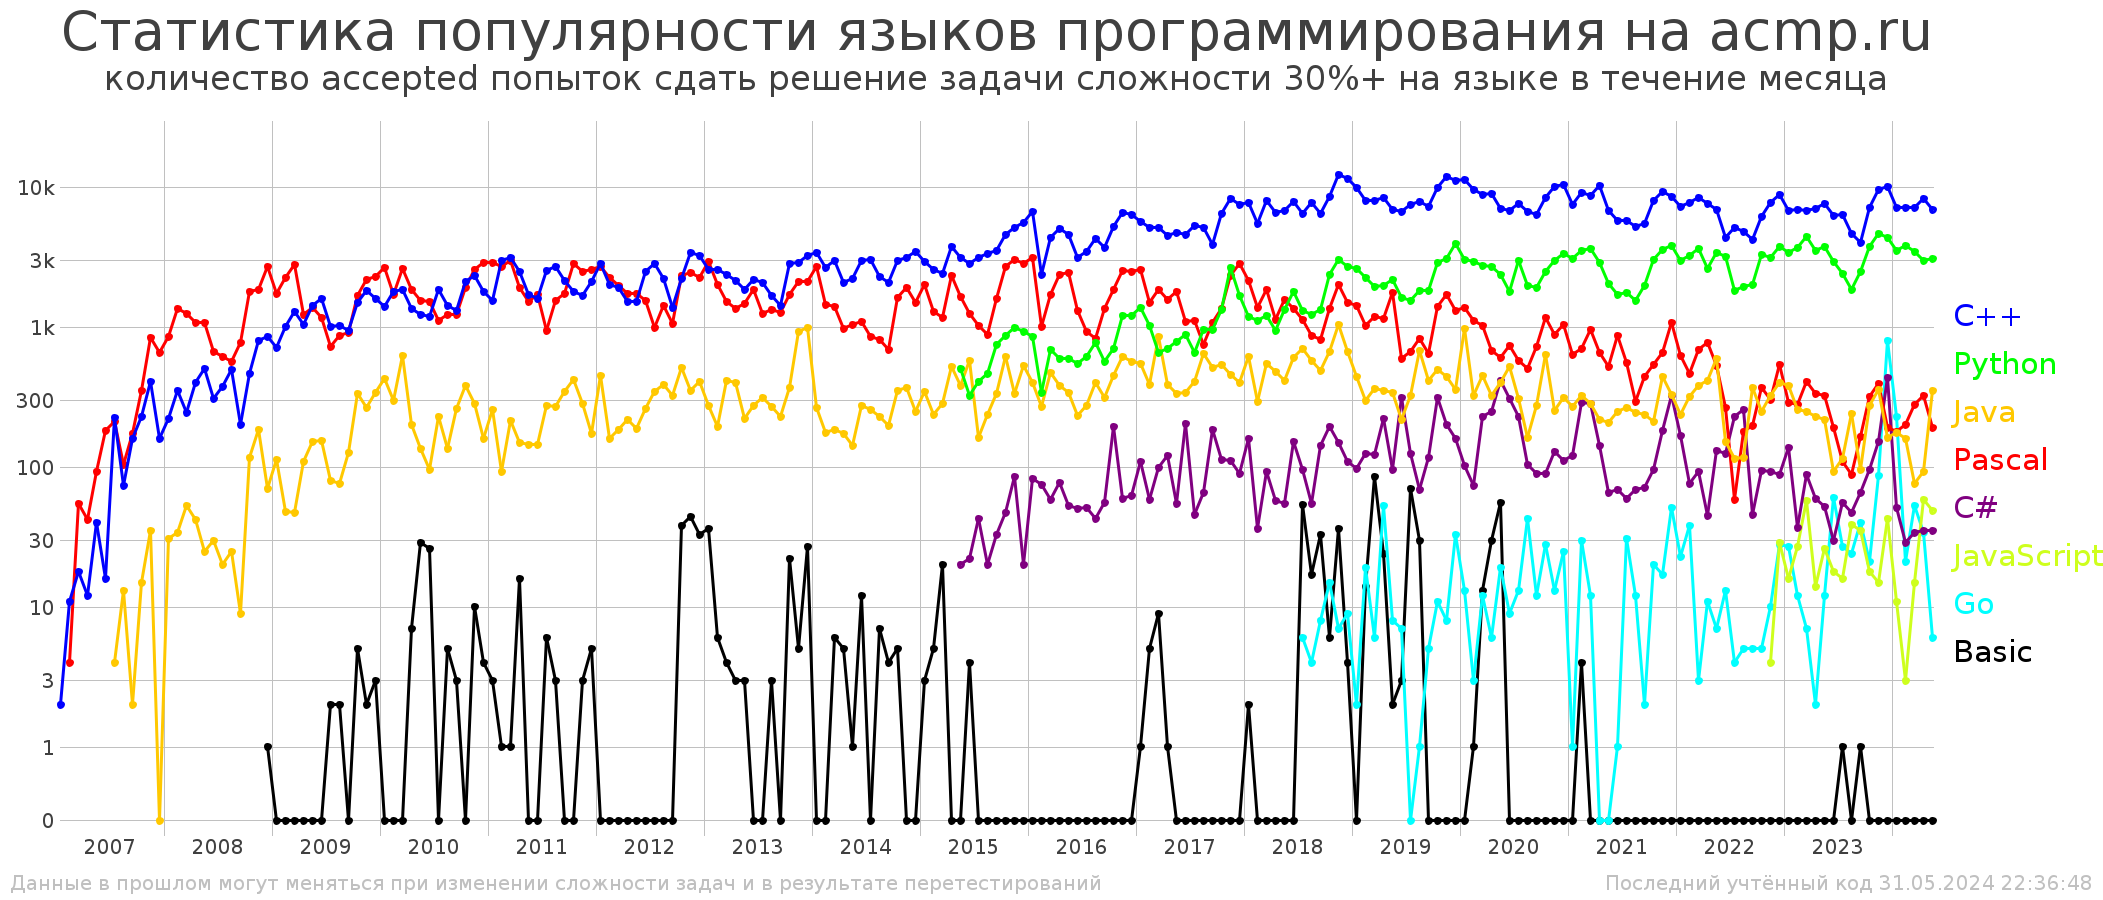 Статистика популярности языков программирования на acmp.ru
количество accepted попыток сдать решение задачи сложности 30%+ на языке в течение месяца
10k
3k
1k
300
100
30
10
3
1
0
C++
Python
Java
Pascal
C#
JavaScript
Go
Basic
2007 2008 2009 2010 2011 2012 2013 2014 2015 2016 2017 2018 2019 2020 2021 2022 2023
Данные в прошлом могут меняться при изменении сложности задач и в результате перетестирований
Последний учтённый код 31.05.2024 22:36:48